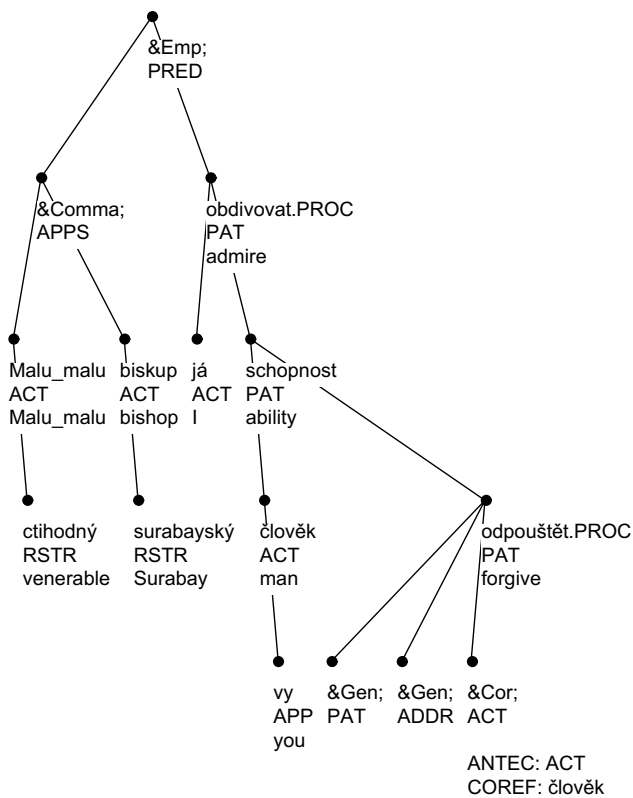 &Emp;
PRED
&Comma;
APPS
obdivovat.PROC
PAT
admire
Malu_malu
ACT
Malu_malu
biskup
ACT
bishop
já
ACT
I
schopnost
PAT
ability
ctihodný
RSTR
venerable
surabayský
RSTR
Surabay
člověk
ACT
man
odpouštět.PROC
PAT
forgive
vy
APP
you
&Gen;
PAT
&Gen;
ADDR
&Cor;
ACT
ANTEC: ACT
COREF: člověk